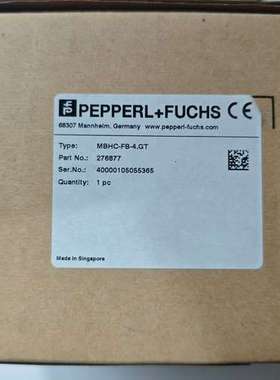 PEPPERL+FUCHS CE
68307 Mannheim, Germany www.pepperl-fuchs.com
Type: MBHC-FB-4.GT
Part No.: 276877
Ser.No.: 40000105055365
Quantity: 1 pc
Made in Singapore